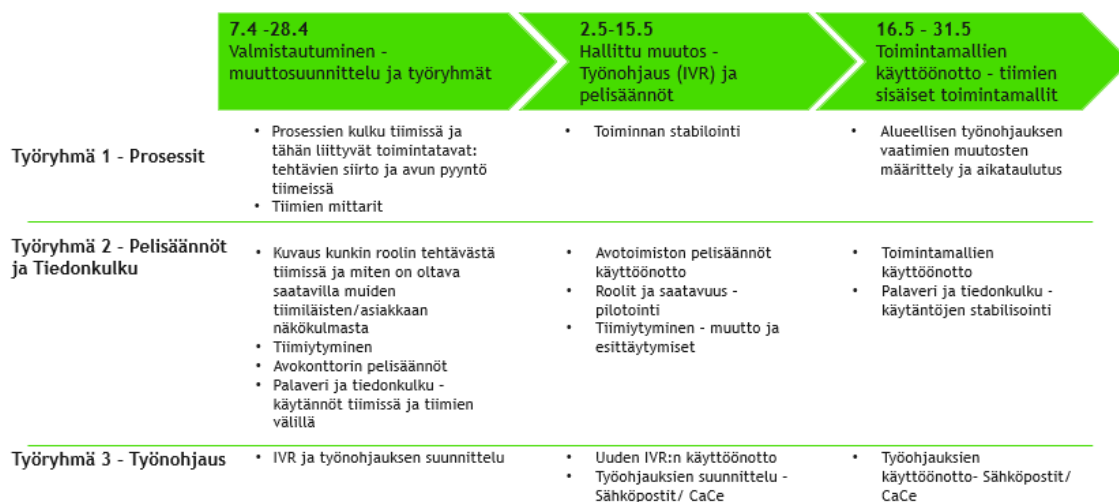 7.4 -28.4
Valmistautuminen -
muuttosuunnittelu ja työryhmät
2.5-15.5
Hallittu muutos -
Työnohjaus (IVR) ja
pelisäännöt
16.5 - 31.5
Toimintamallien
käyttöönotto - tiimien
sisäiset toimintamallit
Työryhmä 1 - Prosessit
• Prosessien kulku tiimissä ja
tähän liittyvät toimintatavat:
tehtävien siirto ja avun pyyntö
tiimeissä
• Tiimien mittarit
• Toiminnan stabilointi
• Alueellisen työnohjauksen
vaatimien muutosten
määrittely ja aikataulutus
Työryhmä 2 - Pelisäännöt
ja Tiedonkulku
• Kuvaus kunkin roolin tehtävästä
tiimissä ja miten on oltava
saatavilla muiden
tiimiläisten/asiakkaan
näkökulmasta
• Tiimiytyminen
• Avokonttorin pelisäännöt
• Palaveri ja tiedonkulku -
käytännöt tiimissä ja tiimien
välillä
• Avotoimiston pelisäännöt
käyttöönotto
• Roolit ja saatavuus -
pilotointi
• Tiimiytyminen - muutto ja
esittäytymiset
• Toimintamallien
käyttöönotto
• Palaveri ja tiedonkulku -
käytäntöjen stabilisointi
Työryhmä 3 - Työnohjaus
• IVR ja työnohjauksen suunnittelu
• Uuden IVR:n käyttöönotto
• Työohjauksien suunnittelu -
Sähköpostit/ CaCe
• Työohjauksien
käyttöönotto- Sähköpostit/
CaCe